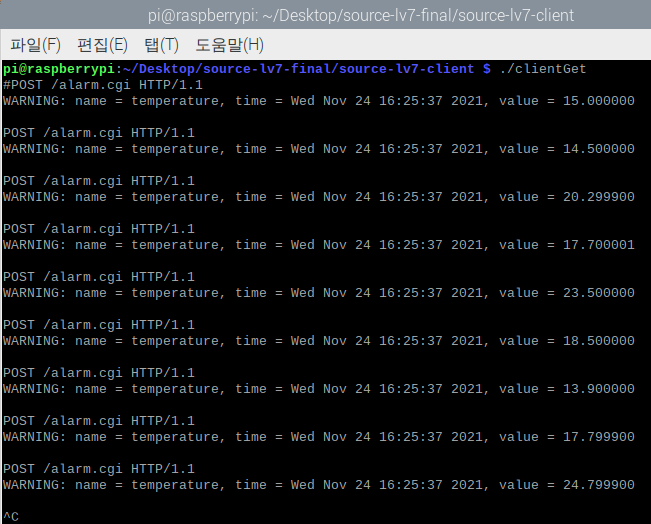 pi@raspberrypi: ~/Desktop/source-lv7-final/source-lv7-client
파일(F) 편집(E) 탭(T) 도움말(H)
pi@raspberrypi:~/Desktop/source-lv7-final/source-lv7-client $ ./clientGet
#POST /alarm.cgi HTTP/1.1
WARNING: name = temperature, time = Wed Nov 24 16:25:37 2021, value = 15.000000
POST /alarm.cgi HTTP/1.1
WARNING: name = temperature, time = Wed Nov 24 16:25:37 2021, value = 14.500000
POST /alarm.cgi HTTP/1.1
WARNING: name = temperature, time = Wed Nov 24 16:25:37 2021, value = 20.299900
POST /alarm.cgi HTTP/1.1
WARNING: name = temperature, time = Wed Nov 24 16:25:37 2021, value = 17.700001
POST /alarm.cgi HTTP/1.1
WARNING: name = temperature, time = Wed Nov 24 16:25:37 2021, value = 23.500000
POST /alarm.cgi HTTP/1.1
WARNING: name = temperature, time = Wed Nov 24 16:25:37 2021, value = 18.500000
POST /alarm.cgi HTTP/1.1
WARNING: name = temperature, time = Wed Nov 24 16:25:37 2021, value = 13.900000
POST /alarm.cgi HTTP/1.1
WARNING: name = temperature, time = Wed Nov 24 16:25:37 2021, value = 17.799900
POST /alarm.cgi HTTP/1.1
WARNING: name = temperature, time = Wed Nov 24 16:25:37 2021, value = 24.799900
^C